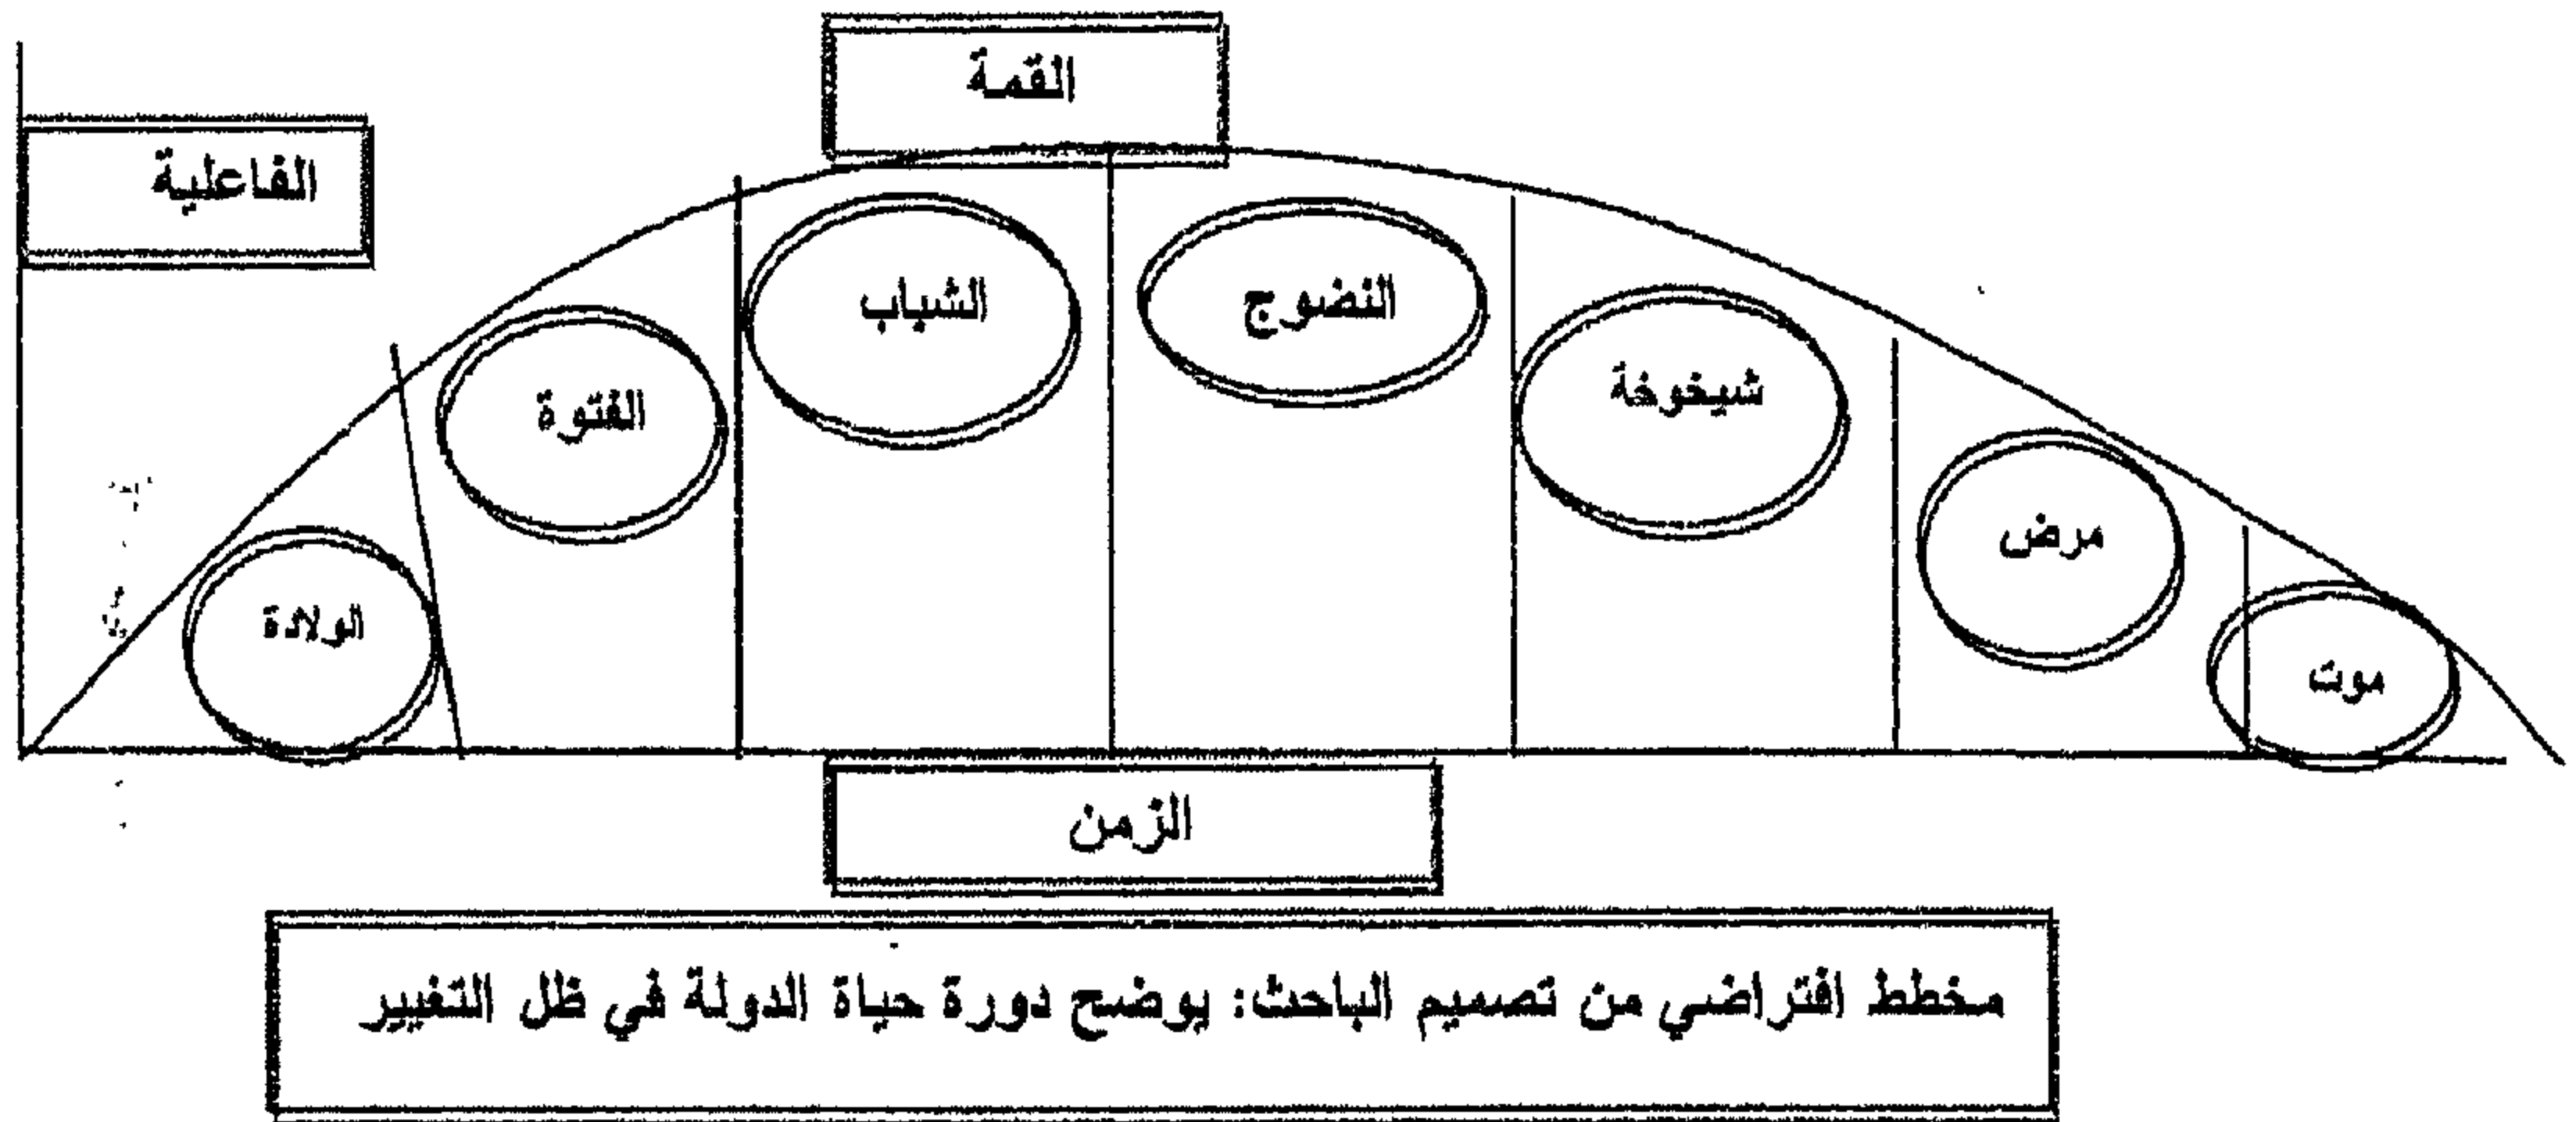 القمة
الفاعلية
الولادة
الفتوة
الشباب
النضوج
شيخوخة
مرض
موت
الزمن
مخطط افتراضي من تصميم الباحث: يوضح دورة حياة الدولة في ظل التغيير